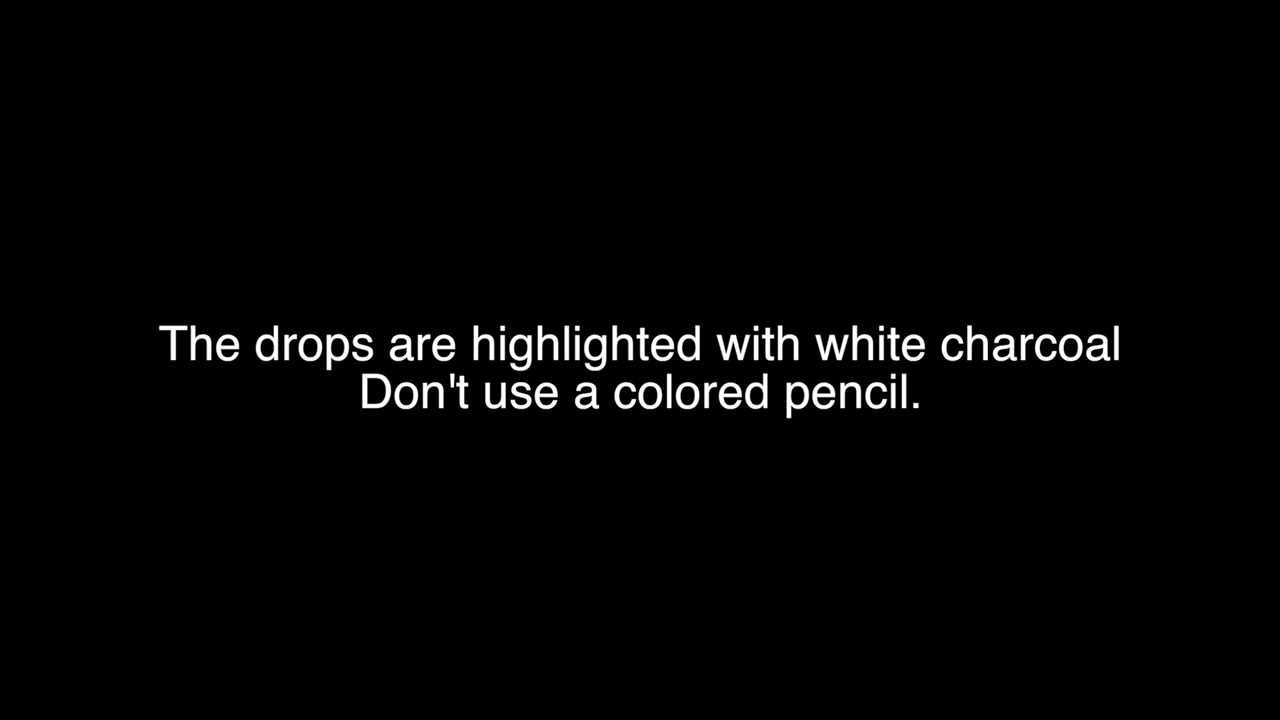 The drops are highlighted with white charcoal
Don't use a colored pencil.